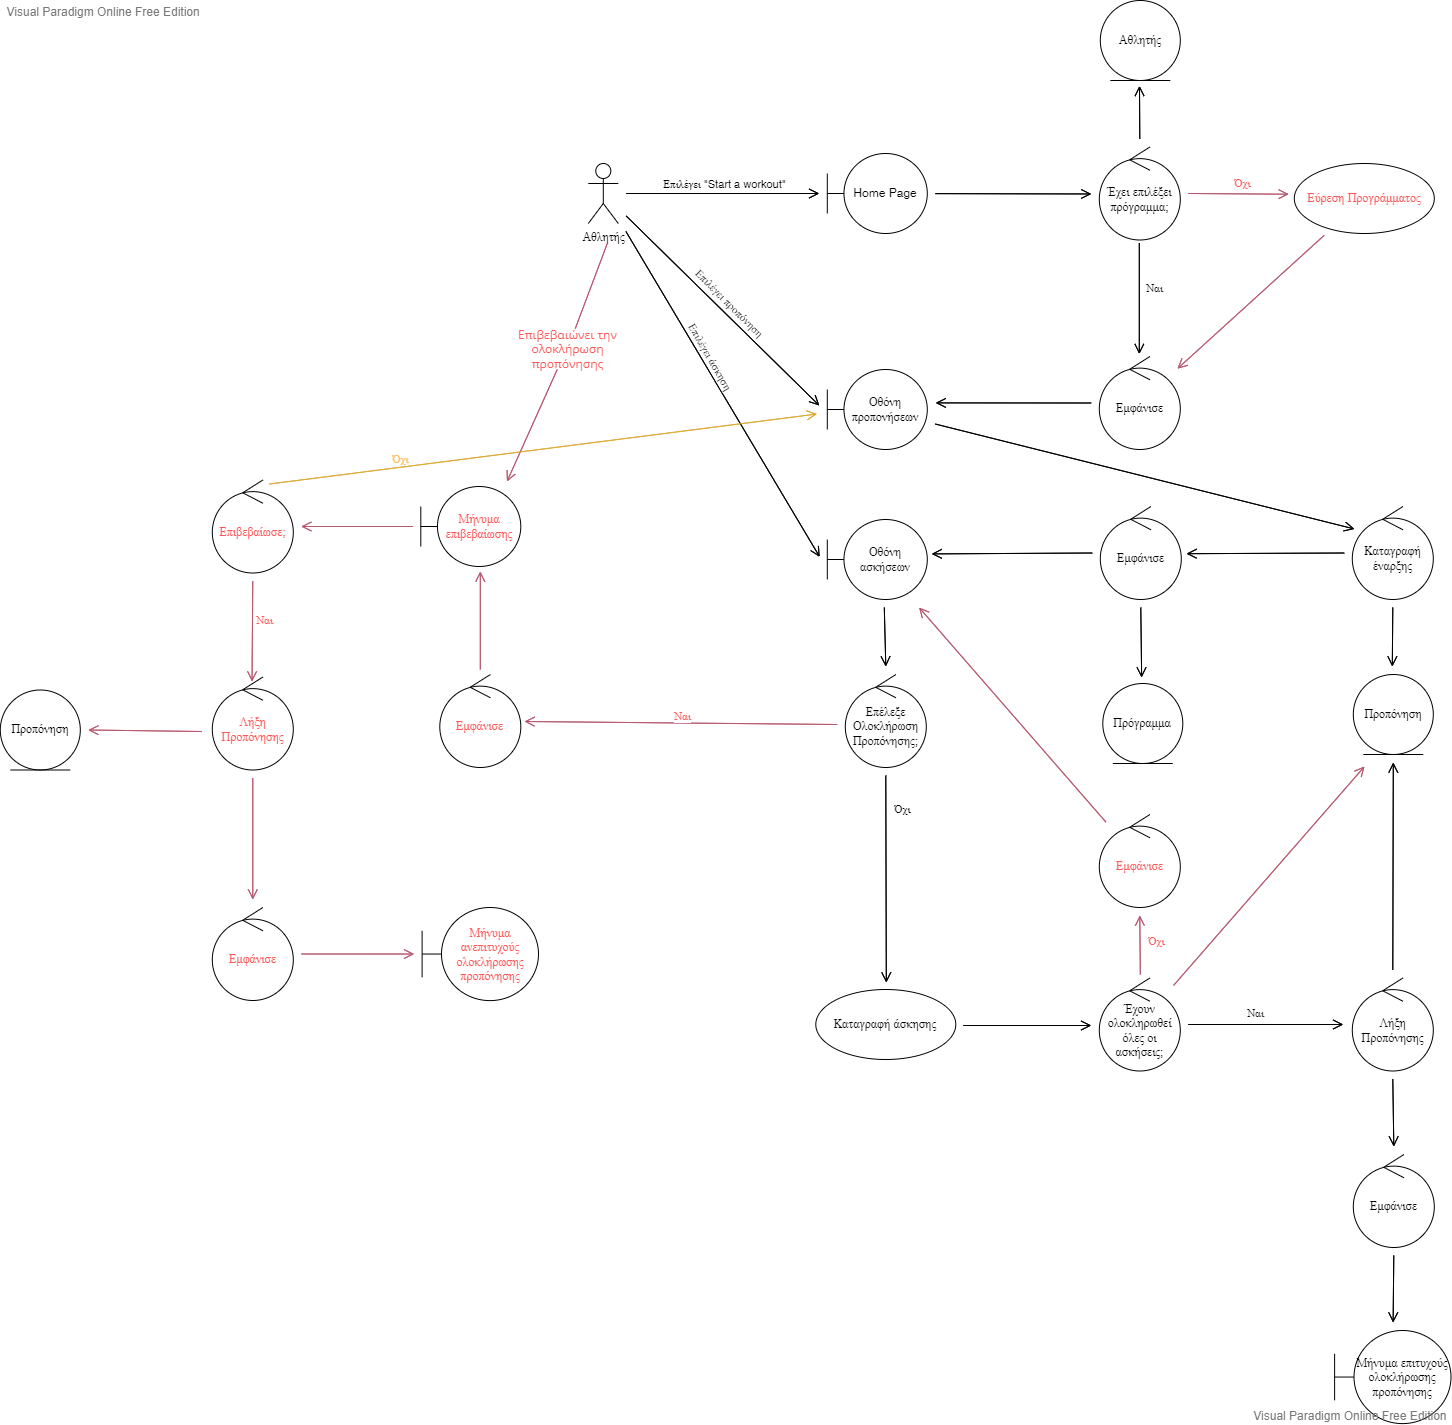 Visual Paradigm Online Free Edition
Αθλητής
Επιλέγει "Start a workout"
Home Page
Έχει επιλέξει
πρόγραμμα;
Όχι
Εύρεση Προγράμματος
Αθλητής
Ναι
Επιλέγει προπόνηση
Επιλέγει άσκηση
Επιβεβαιώνει την
ολοκλήρωση
προπόνησης
Οθόνη
προπονήσεων
Εμφάνισε
Όχι
Επιβεβαίωσε;
Μήνυμα
επιβεβαίωσης
Οθόνη
ασκήσεων
Εμφάνισε
Καταγραφή
έναρξης
Ναι
Προπόνηση
Λήξη
Προπόνησης
Εμφάνισε
Ναι
Επέλεξε
Ολοκλήρωση
Προπόνησης;
Πρόγραμμα
Προπόνηση
Όχι
Εμφάνισε
Εμφάνισε
Μήνυμα
ανεπιτυχούς
ολοκλήρωσης
προπόνησης
Όχι
Καταγραφή άσκησης
Έχουν
ολοκληρωθεί
όλες οι
ασκήσεις;
Ναι
Λήξη
Προπόνησης
Εμφάνισε
Μήνυμα επιτυχούς
ολοκλήρωσης
προπόνησης
Visual Paradigm Online Free Edition